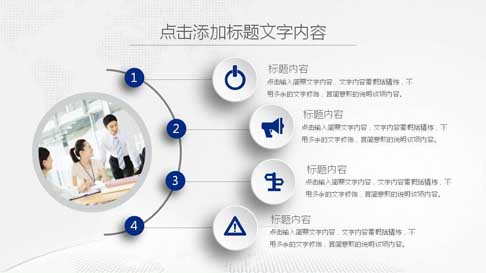 点击添加标题文字内容
1
标题内容
点击输入简要文字内容，文字内容需概括精炼，不
用多余的文字修饰，言简意赅的说明该项内容。
2
标题内容
点击输入简要文字内容，文字内容需概括精炼，不
用多余的文字修饰，言简意赅的说明该项内容。
3
标题内容
点击输入简要文字内容，文字内容需概括精炼，不
用多余的文字修饰，言简意赅的说明该项内容。
4
标题内容
点击输入简要文字内容，文字内容需概括精炼，不
用多余的文字修饰，言简意赅的说明该项内容。